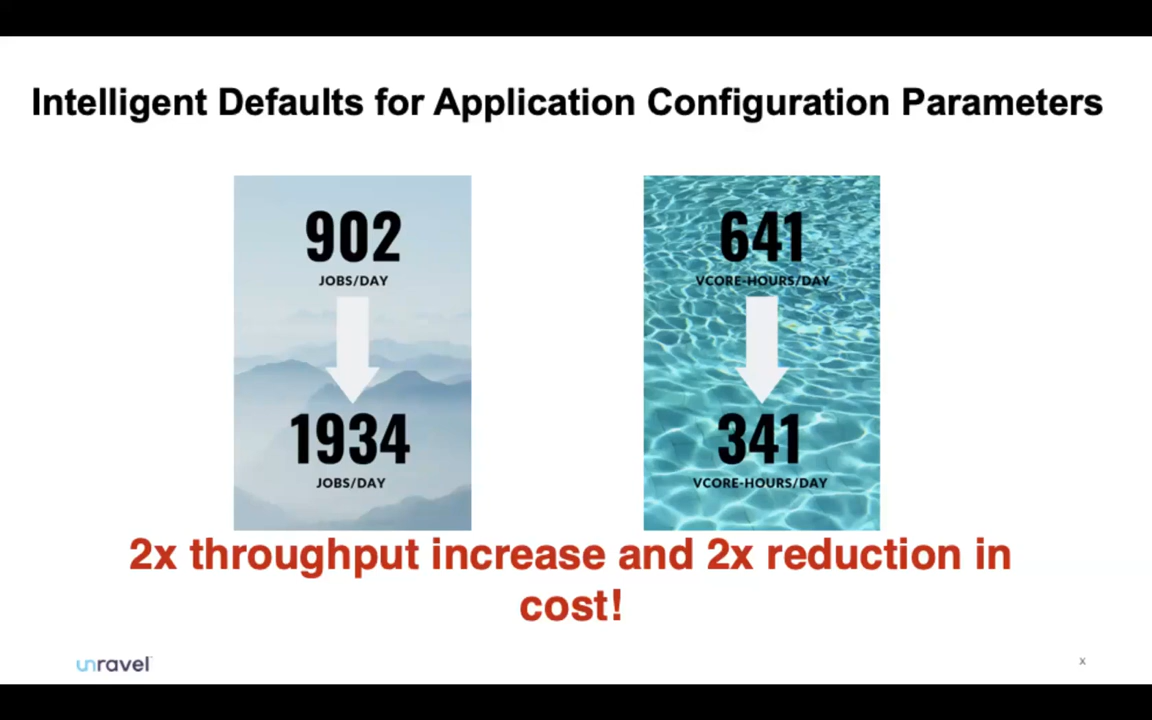 Intelligent Defaults for Application Configuration Parameters
902
JOBS/DAY
1934
JOBS/DAY
641
VCORE-HOURS/DAY
341
VCORE-HOURS/DAY
2x throughput increase and 2x reduction in
cost!
unravel
x